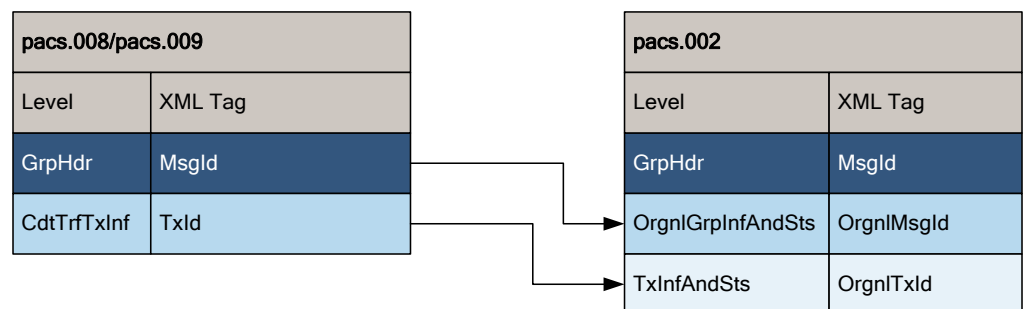 pacs.008/pacs.009
Level XML Tag
GrpHdr MsgId
CdtTrfTxInf TxId
pacs.002
Level XML Tag
GrpHdr MsgId
OrgnlGrpInfAndSts OrgnlMsgId
TxInfAndSts OrgnlTxId